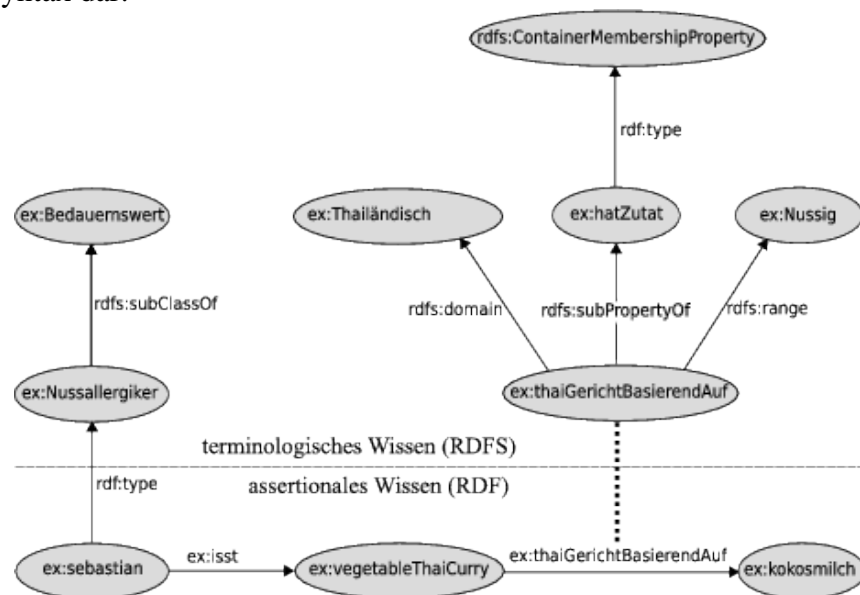 yntax dar.
rdfs:ContainerMembershipProperty
rdf:type
ex:Bedauernswert
ex:Thailändisch
ex:hatZutat
ex:Nussig
rdfs:subClassOf
rdfs:domain
rdfs:subPropertyOf
rdfs:range
ex:Nussallergiker
ex:thaiGerichtBasierendAuf
terminologisches Wissen (RDFS)
rdf:type
assertionales Wissen (RDF)
ex:isst
ex:thaiGerichtBasierendAuf
ex:sebastian
ex:vegetableThaiCurry
ex:kokosmilch